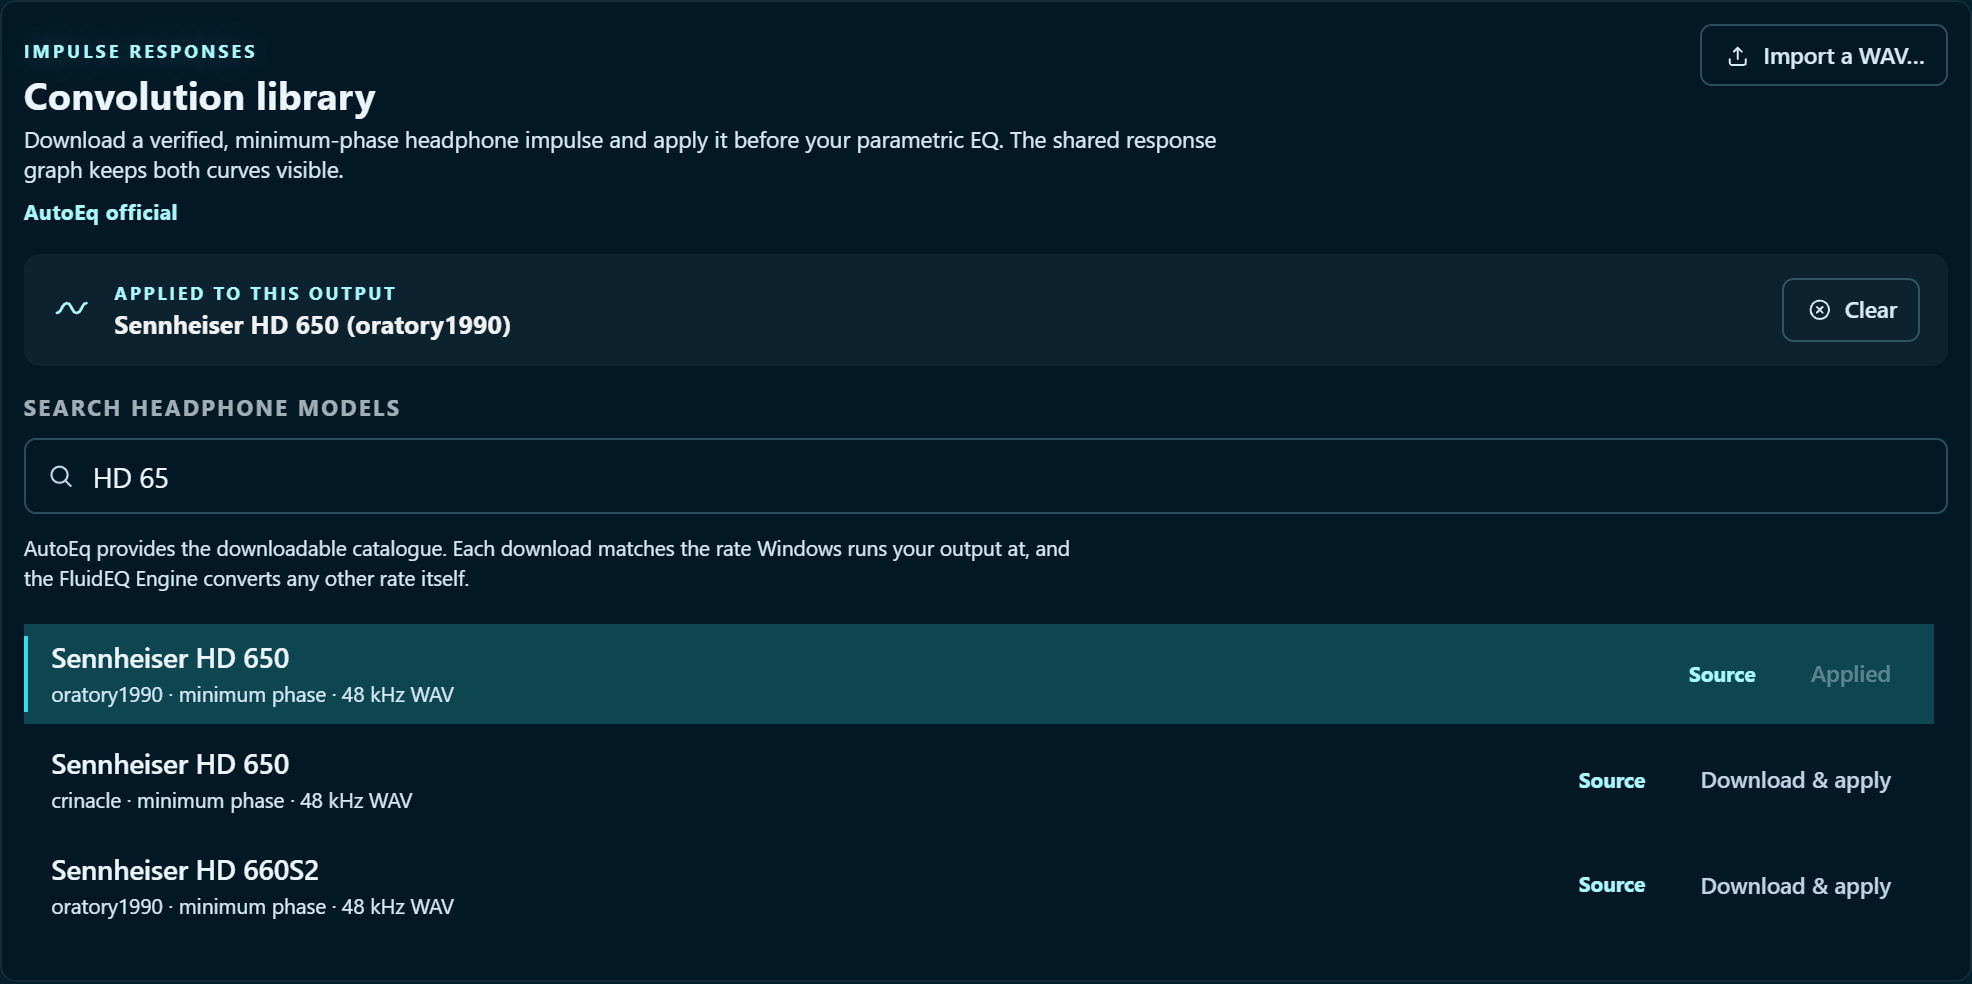 IMPULSE RESPONSES
Import a WAV...
Convolution library
Download a verified, minimum-phase headphone impulse and apply it before your parametric EQ. The shared response
graph keeps both curves visible.
AutoEq official
APPLIED TO THIS OUTPUT
Sennheiser HD 650 (oratory1990)
Clear
SEARCH HEADPHONE MODELS
HD 65
AutoEq provides the downloadable catalogue. Each download matches the rate Windows runs your output at, and
the FluidEQ Engine converts any other rate itself.
Sennheiser HD 650
oratory1990 · minimum phase · 48 kHz WAV
Source
Applied
Sennheiser HD 650
crinacle · minimum phase · 48 kHz WAV
Source
Download & apply
Sennheiser HD 660S2
oratory1990 · minimum phase · 48 kHz WAV
Source
Download & apply